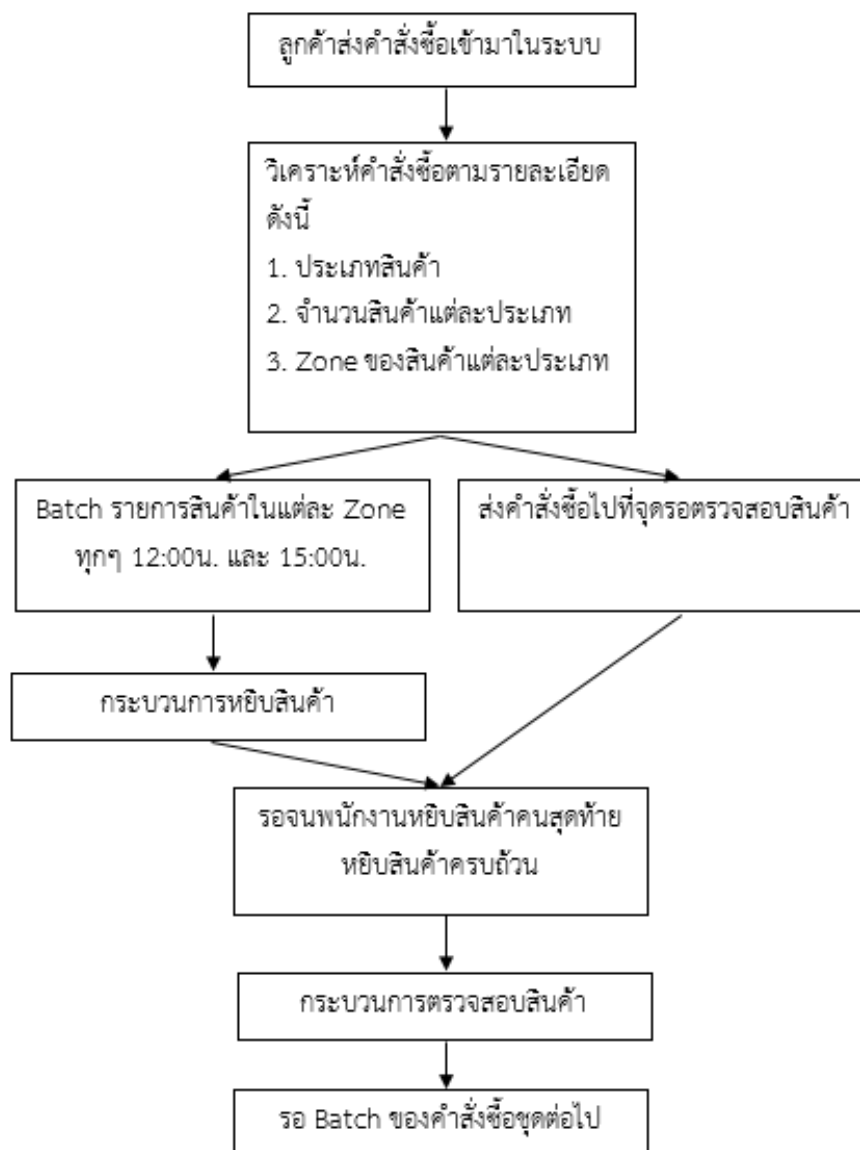 ลูกค้าส่งคำสั่งซื้อเข้ามาในระบบ
วิเคราะห์คำสั่งซื้อตามรายละเอียด
ดังนี้
1. ประเภทสินค้า
2. จำนวนสินค้าแต่ละประเภท
3. Zone ของสินค้าแต่ละประเภท
Batch รายการสินค้าในแต่ละ Zone
ทุกๆ 12:00น. และ 15:00น.
ส่งคำสั่งซื้อไปที่จุดรอตรวจสอบสินค้า
กระบวนการหยิบสินค้า
รอจนพนักงานหยิบสินค้าคนสุดท้าย
หยิบสินค้าครบถ้วน
กระบวนการตรวจสอบสินค้า
รอ Batch ของคำสั่งซื้อชุดต่อไป